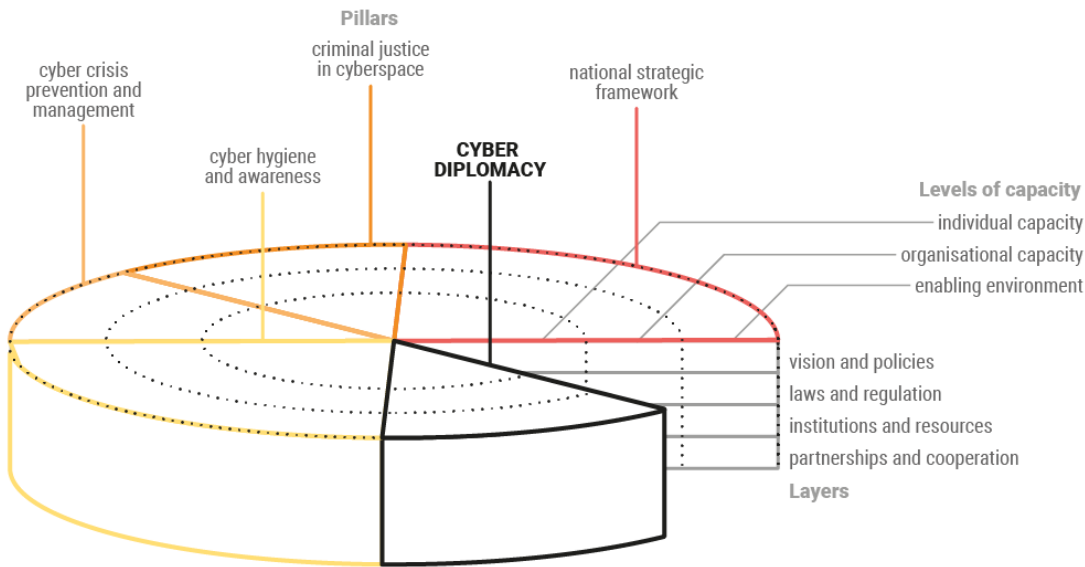 Pillars
criminal justice
in cyberspace
cyber crisis
prevention and
management
national strategic
framework
cyber hygiene
and awareness
CYBER
DIPLOMACY
Levels of capacity
individual capacity
organisational capacity
enabling environment
vision and policies
laws and regulation
institutions and resources
partnerships and cooperation
Layers